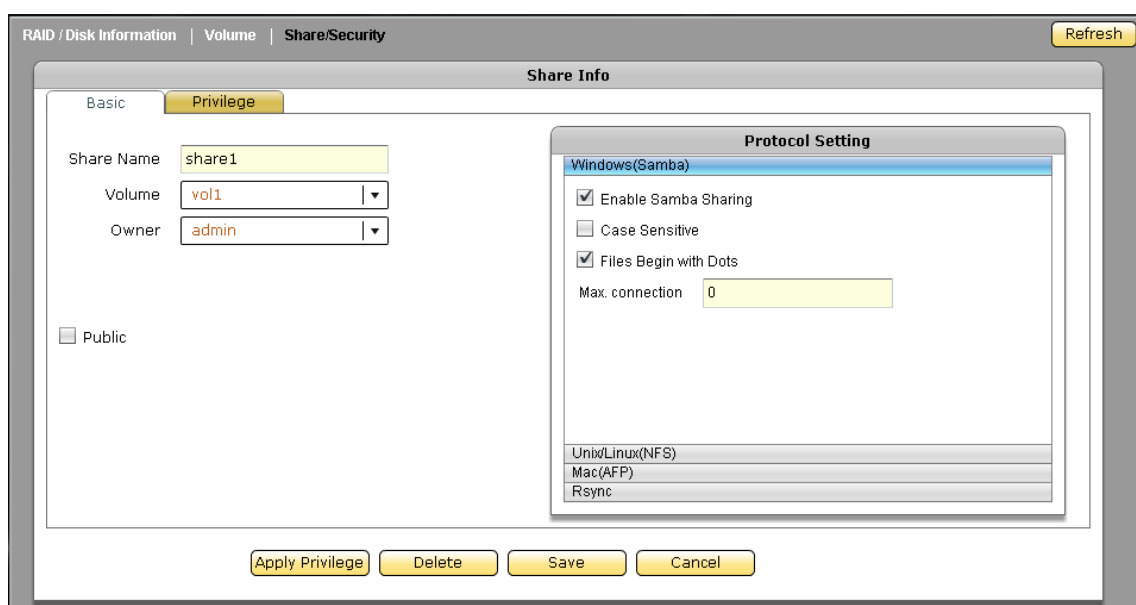 RAID / Disk Information | Volume | Share/Security
Refresh
Share Info
Basic
Privilege
Share Name share1
Volume vol1
Owner admin
Public
Protocol Setting
Windows(Samba)
Enable Samba Sharing
Case Sensitive
Files Begin with Dots
Max. connection 0
Unix/Linux(NFS)
Mac(AFP)
Rsync
Apply Privilege
Delete
Save
Cancel